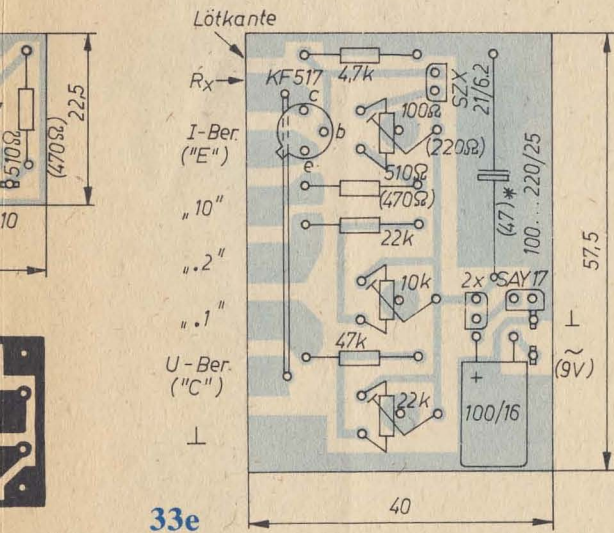 Lötkante
Rx
KF517
4,7k
SZX
21/6.2
c
b
e
100Ω
(220Ω)
I-Ber.
("E")
510Ω
(470Ω)
„10"
22k
(47)*
100....220/25
„.2"
10k
2x SAY17
„.1"
47k
⊥
~
(9V)
U-Ber.
("C")
+
100/16
22k
⊥
57,5
40
33e
510Ω
(470Ω)
22,5
10